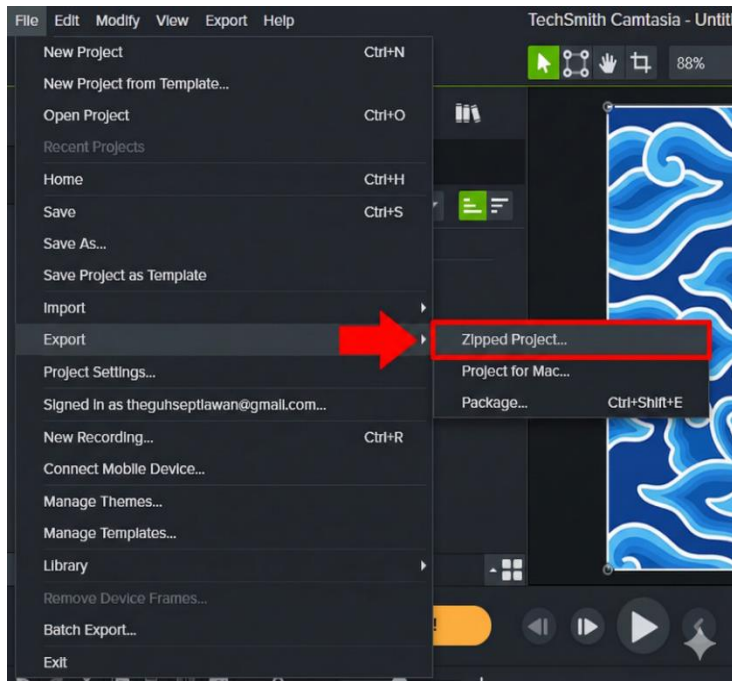 File Edit Modify View Export Help
TechSmith Camtasia - Untit
88%
New Project Ctrl+N
New Project from Template...
Open Project Ctrl+O
Recent Projects
Home Ctrl+H
Save Ctrl+S
Save As...
Save Project as Template
Import
Export
Zipped Project...
Project Settings...
Project for Mac...
Signed in as theguhseptiawan@gmail.com...
Package... Ctrl+Shift+E
New Recording... Ctrl+R
Connect Mobile Device...
Manage Themes...
Manage Templates...
Library
Remove Device Frames...
Batch Export...
Exit